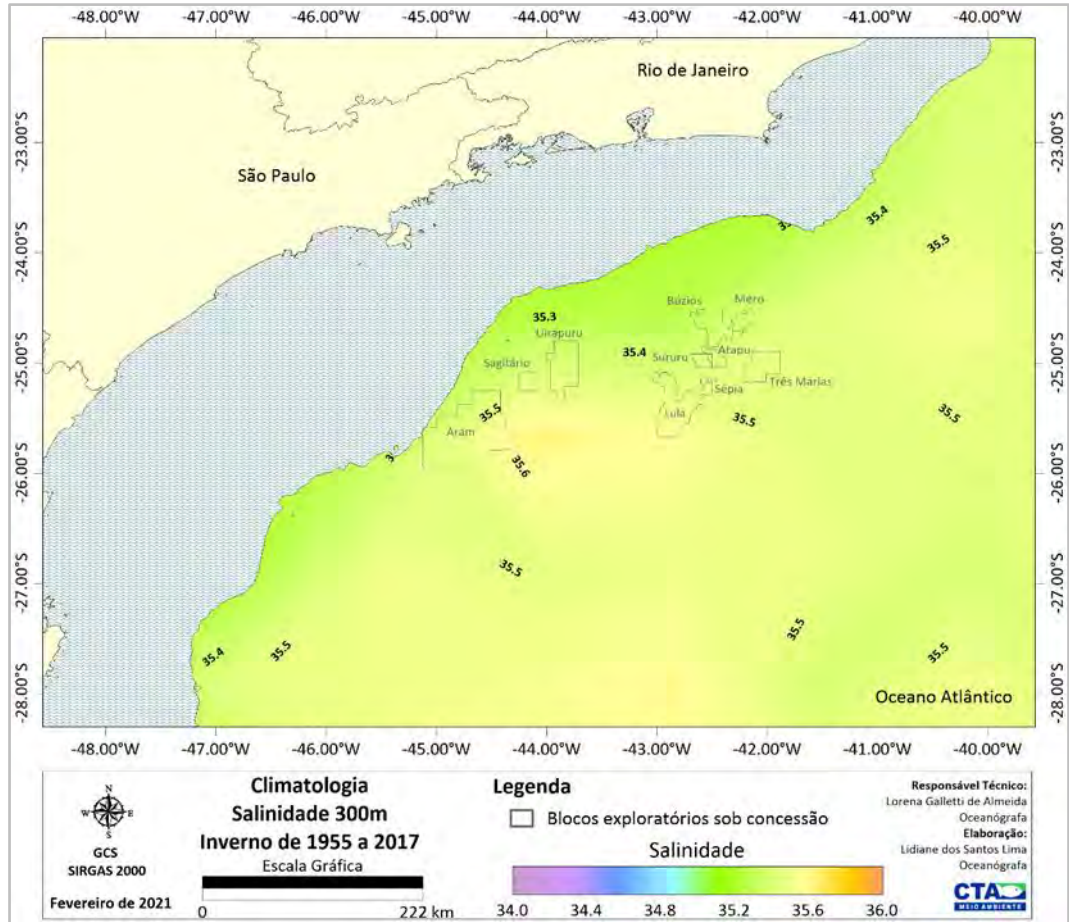 -48.00°W -47.00°W -46.00°W -45.00°W -44.00°W -43.00°W -42.00°W -41.00°W -40.00°W
Rio de Janeiro
-23.00°S -23.00°S
São Paulo
35.4
-24.00°S 35.5 -24.00°S
Búzios Mero
35.3
Uirapuru
35.4 Sururu Atapu
-25.00°S Sagitário -25.00°S
Sépia Três Marias
35.5 Lula 35.5 35.5
Aram
35.6
-26.00°S -26.00°S
35.5
-27.00°S -27.00°S
35.5
35.4 35.5 35.5
-28.00°S Oceano Atlântico -28.00°S
-48.00°W -47.00°W -46.00°W -45.00°W -44.00°W -43.00°W -42.00°W -41.00°W -40.00°W
N
W E
S
GCS
SIRGAS 2000
Fevereiro de 2021
Climatologia
Salinidade 300m
Inverno de 1955 a 2017
Escala Gráfica
0 222 km
Legenda
Blocos exploratórios sob concessão
Salinidade
34.0 34.4 34.8 35.2 35.6 36.0
Responsável Técnico:
Lorena Galletti de Almeida
Oceanógrafa
Elaboração:
Lidiane dos Santos Lima
Oceanógrafa
CTA
MEIO AMBIENTE